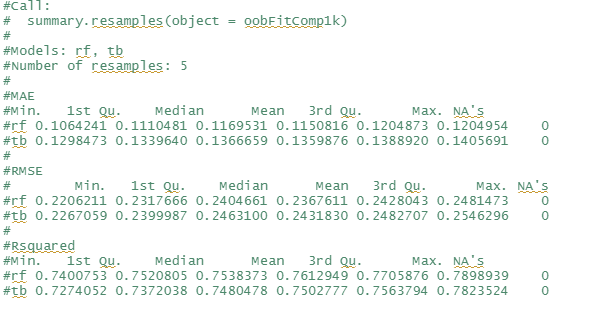 #Call:
#  summary.resamples(object = oobFitComp1k)
#
#Models: rf, tb
#Number of resamples: 5
#
#MAE
#Min.   1st Qu.    Median      Mean   3rd Qu.      Max. NA's
#rf 0.1064241 0.1110481 0.1169531 0.1150816 0.1204873 0.1204954    0
#tb 0.1298473 0.1339640 0.1366659 0.1359876 0.1388920 0.1405691    0
#
#RMSE
#        Min.   1st Qu.    Median      Mean   3rd Qu.      Max. NA's
#rf 0.2206211 0.2317666 0.2404661 0.2367611 0.2428043 0.2481473    0
#tb 0.2267059 0.2399987 0.2463100 0.2431830 0.2482707 0.2546296    0
#
#Rsquared
#Min.   1st Qu.    Median      Mean   3rd Qu.      Max. NA's
#rf 0.7400753 0.7520805 0.7538373 0.7612949 0.7705876 0.7898939    0
#tb 0.7274052 0.7372038 0.7480478 0.7502777 0.7563794 0.7823524    0